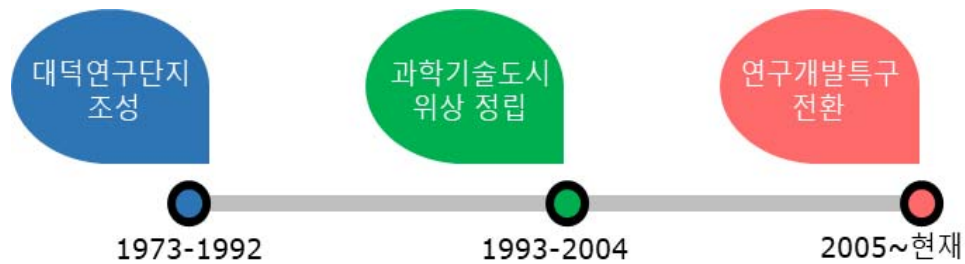 대덕연구단지
조성
과학기술도시
위상 정립
연구개발특구
전환
1973-1992
1993-2004
2005~현재